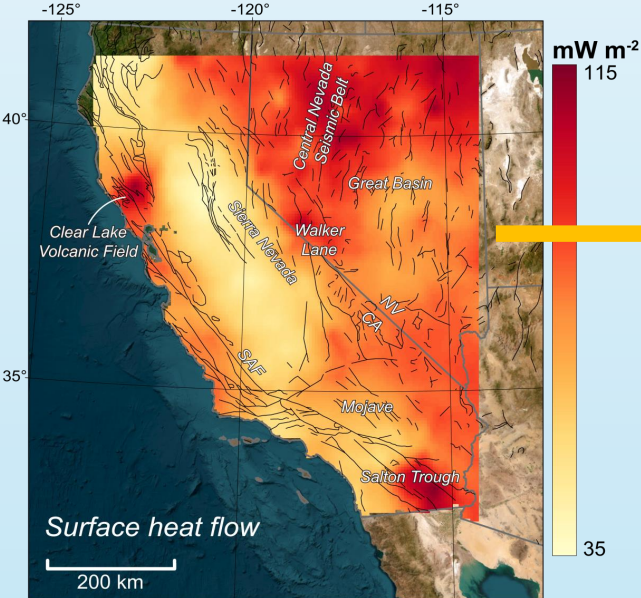 -125° -120° -115°
mW m-2
115
40°
Central Nevada
Seismic Belt
Great Basin
Clear Lake
Volcanic Field
Sierra Nevada
Walker
Lane
NV
CA
SAF
35°
Mojave
Salton Trough
Surface heat flow
200 km
35